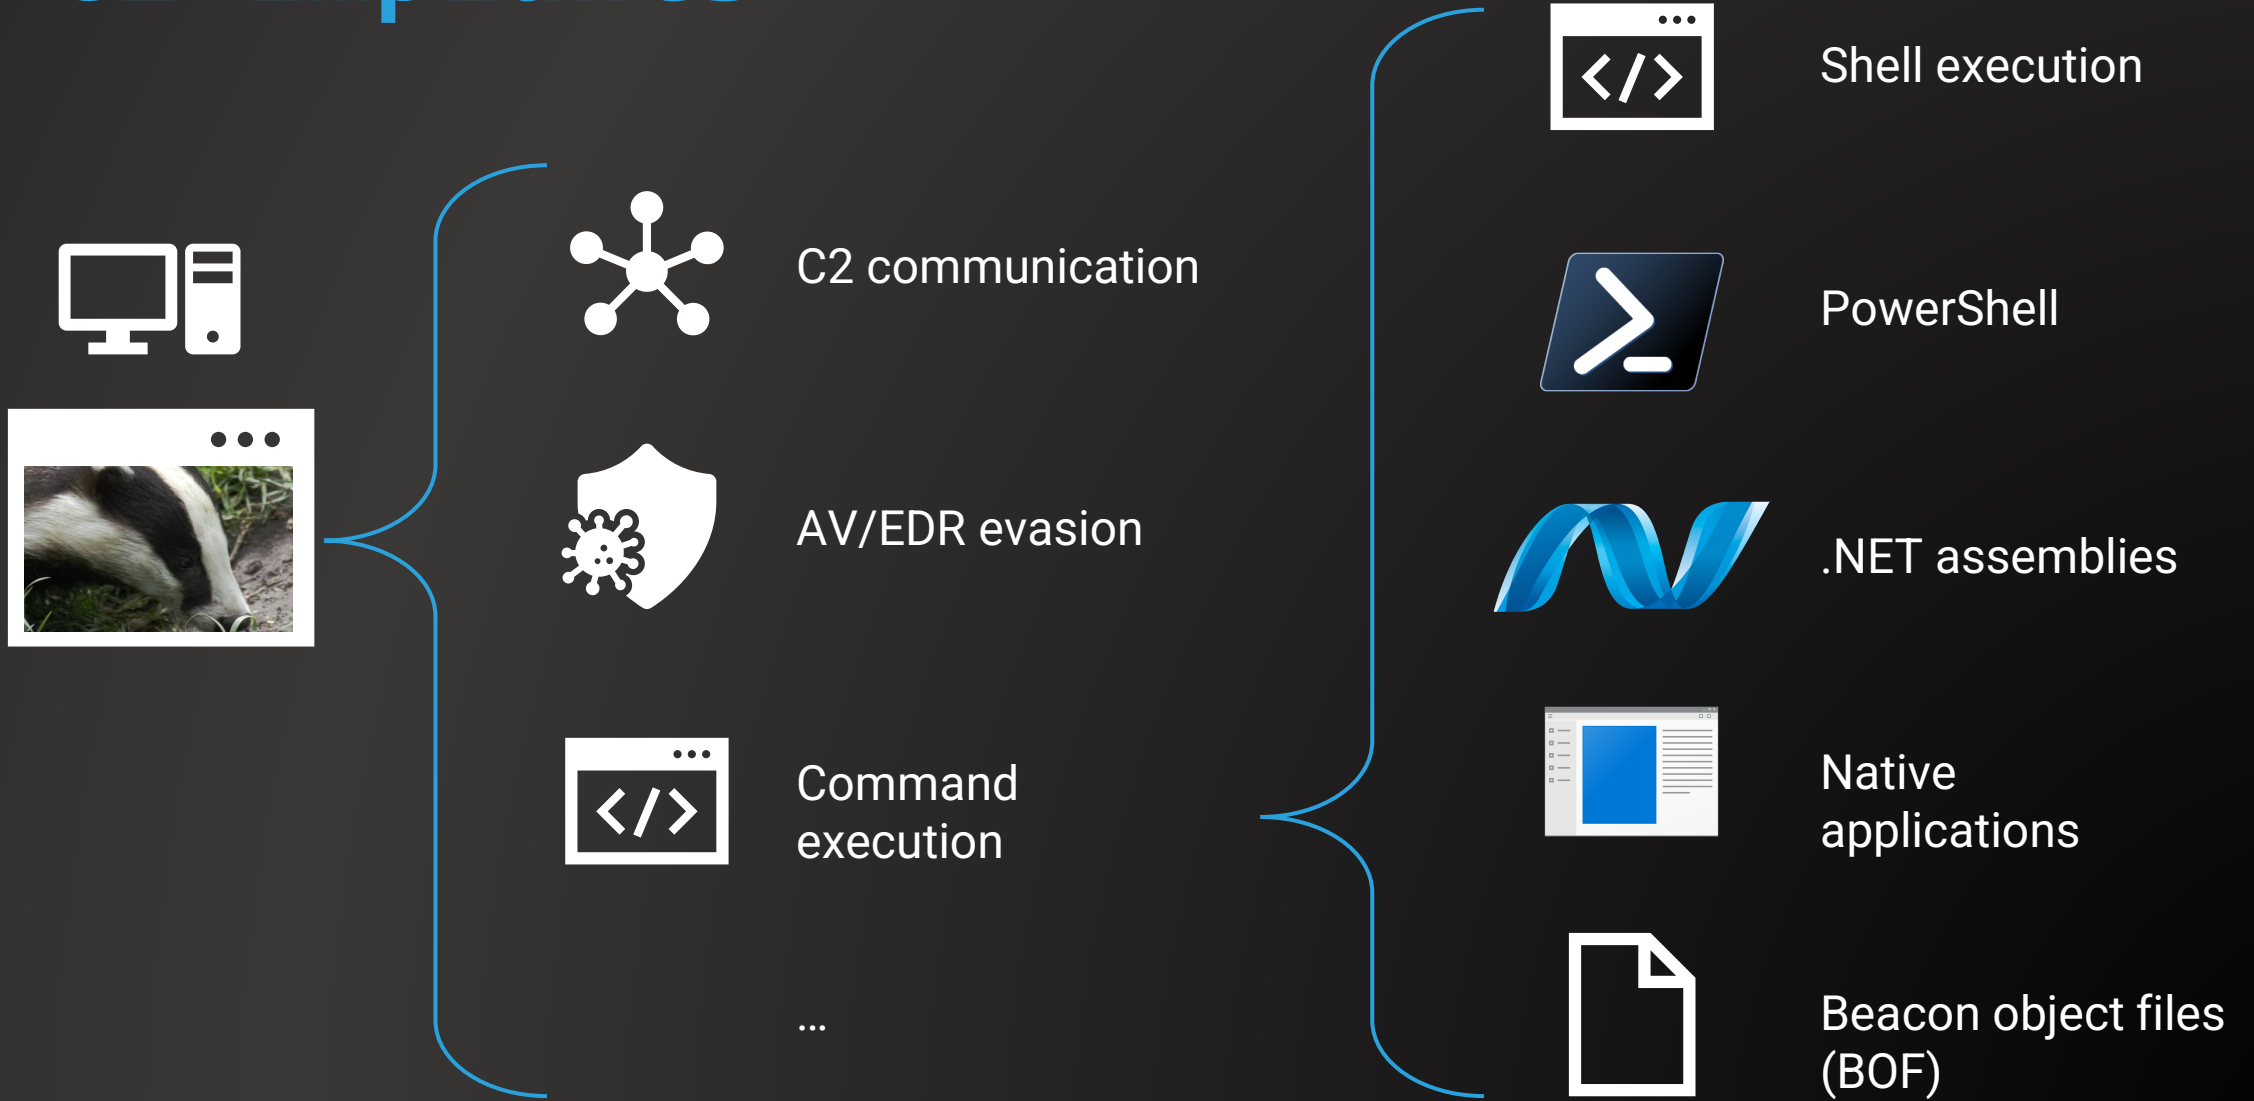 C2 communication
AV/EDR evasion
Command
execution
...
Shell execution
PowerShell
.NET assemblies
Native
applications
Beacon object files
(BOF)